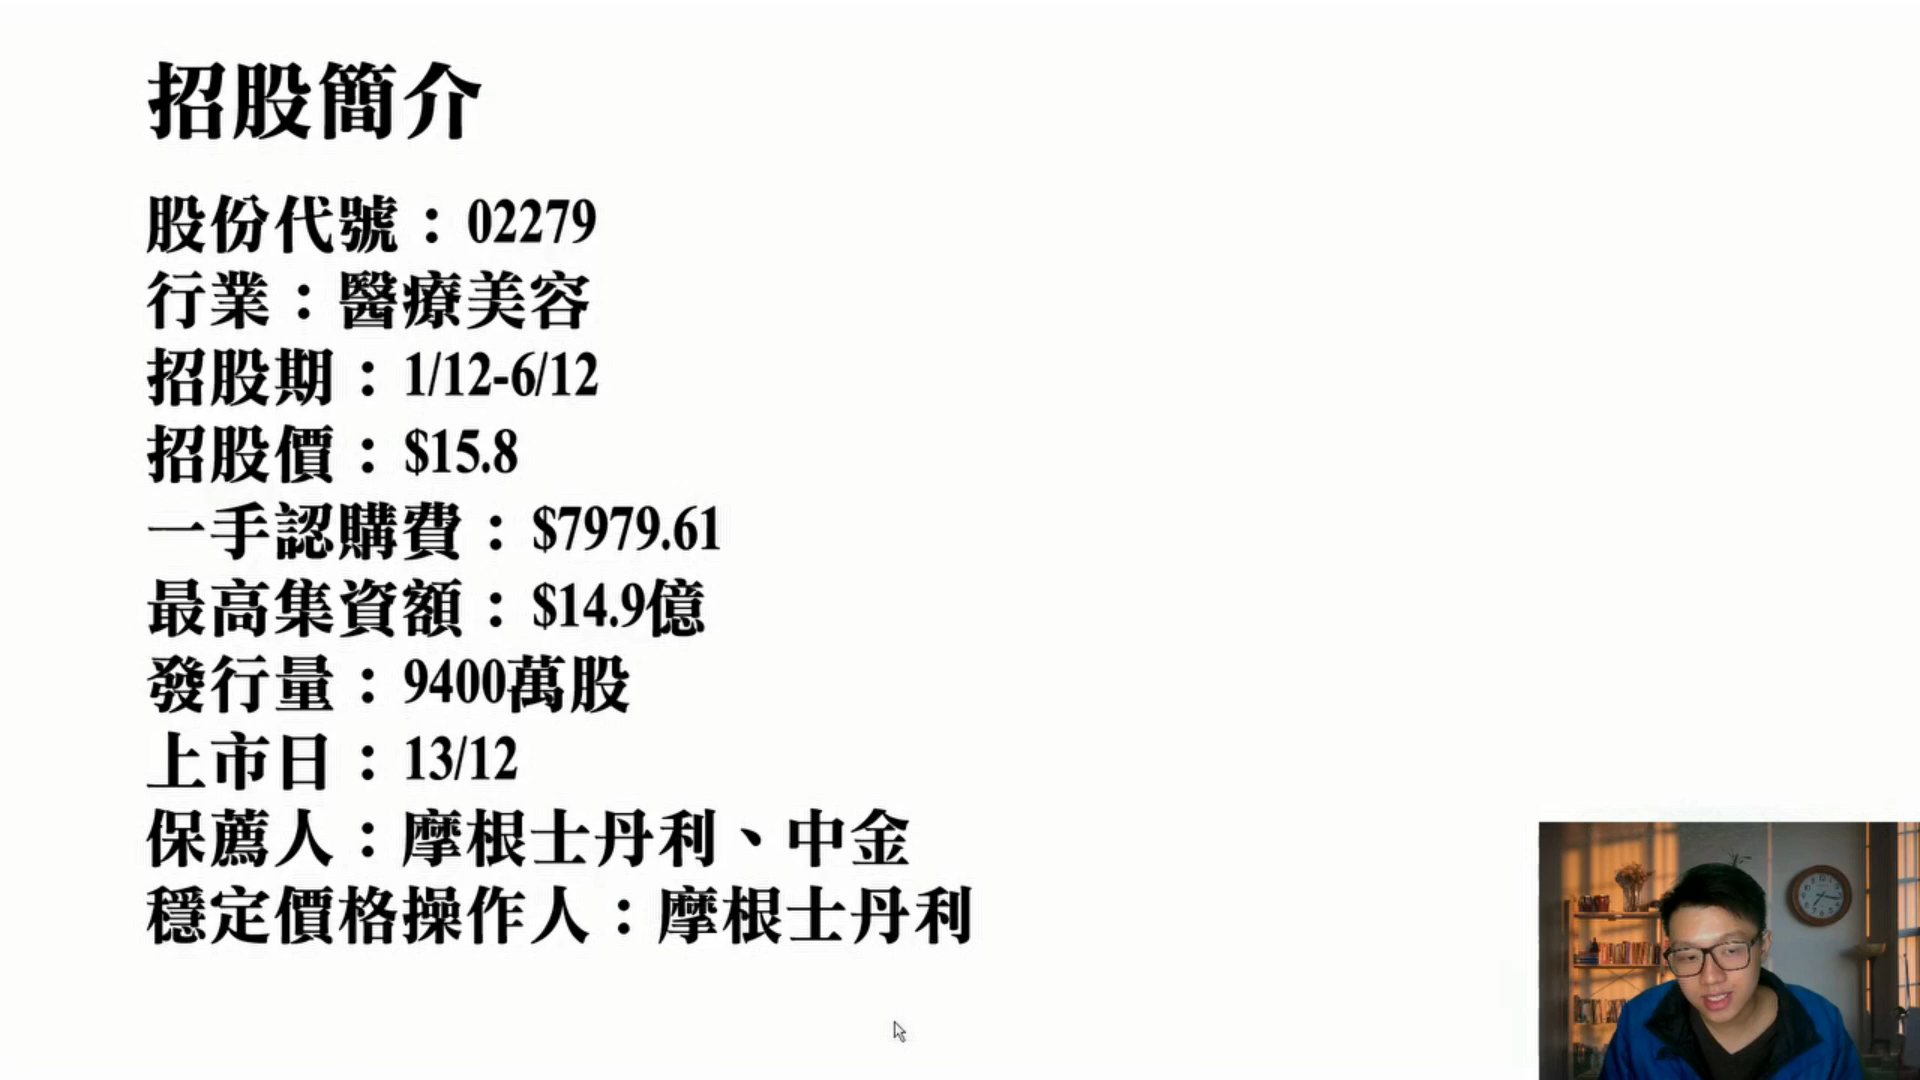 招股簡介
股份代號：02279
行業：醫療美容
招股期：1/12-6/12
招股價：$15.8
一手認購費：$7979.61
最高集資額：$14.9億
發行量：9400萬股
上市日：13/12
保薦人：摩根士丹利、中金
穩定價格操作人：摩根士丹利